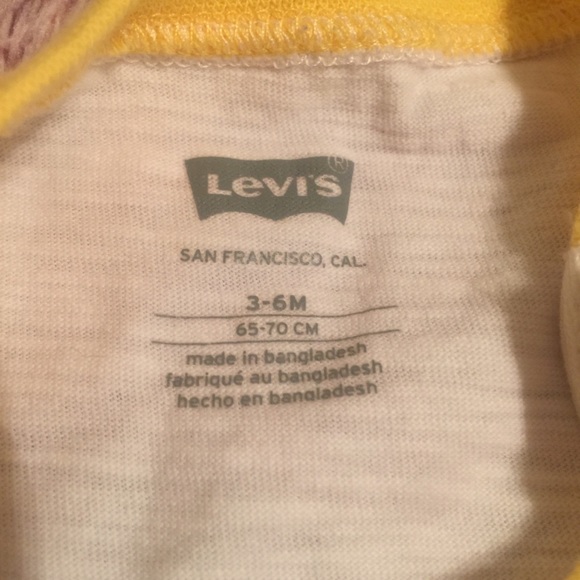 Levi's ®
SAN FRANCISCO, CAL.
3-6M
65-70 CM
made in bangladesh
fabriqué au bangladesh
hecho en bangladesh